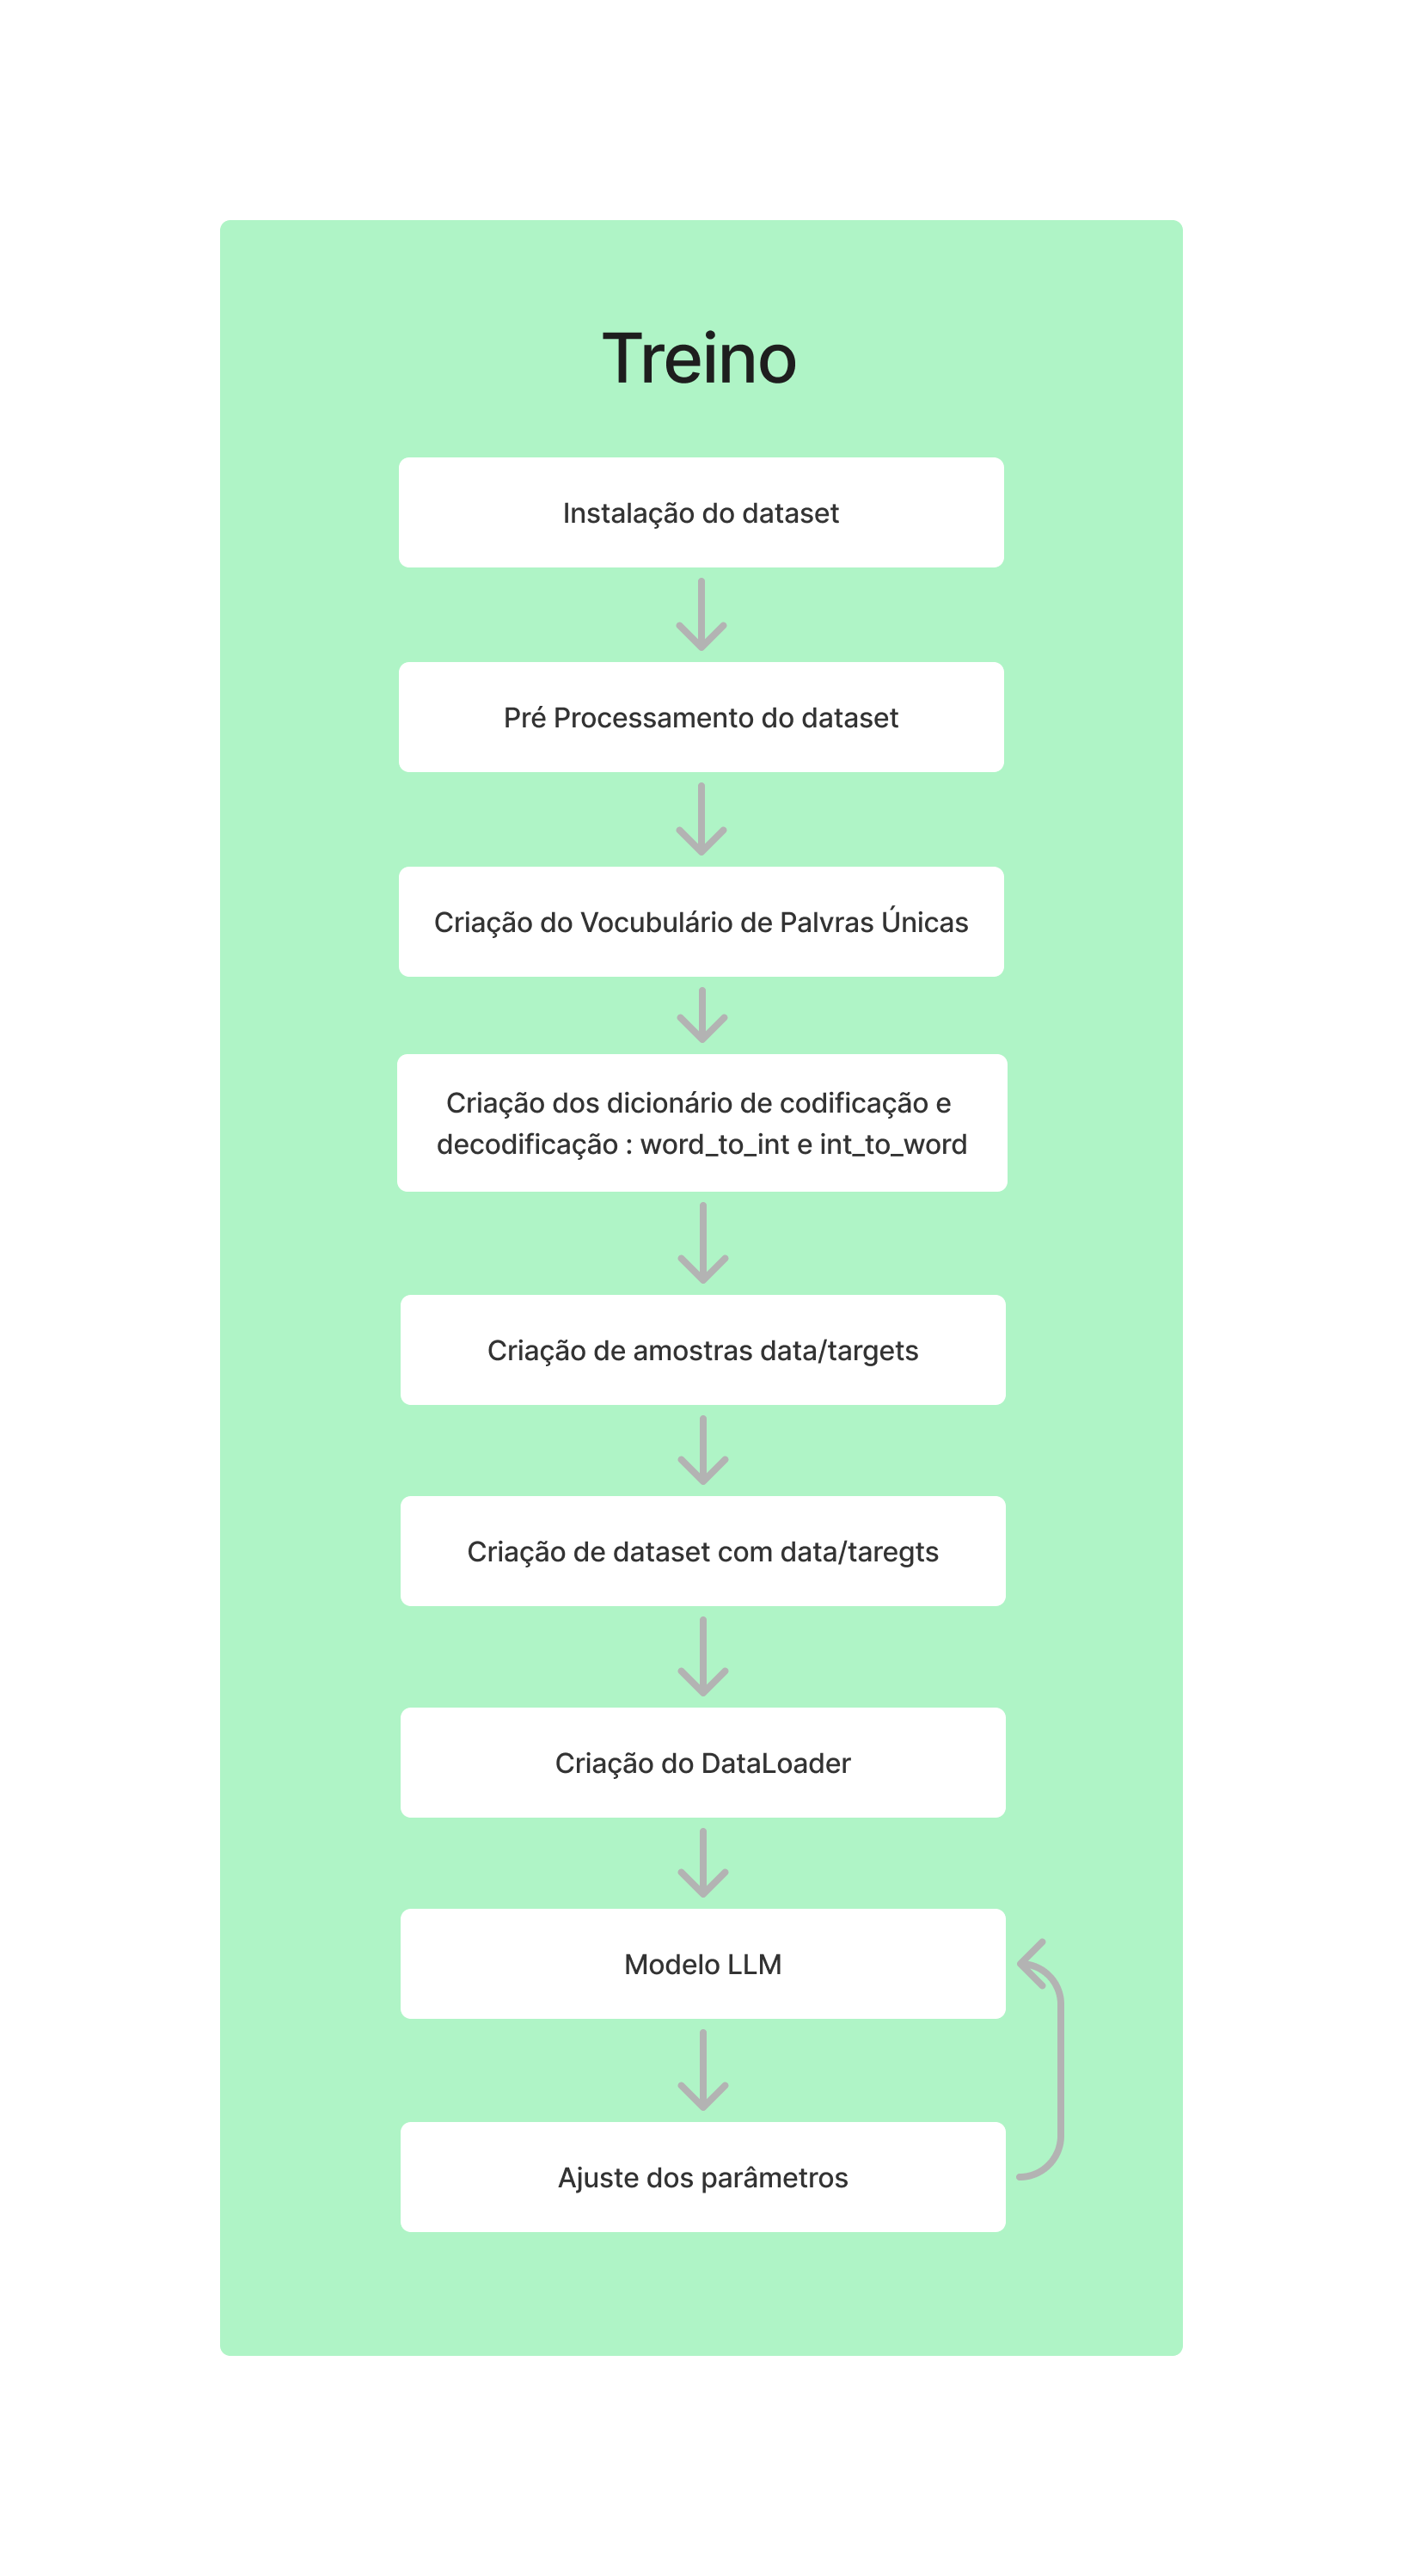 Treino
Instalação do dataset
Pré Processamento do dataset
Criação do Vocubulário de Palvras Únicas
Criação dos dicionário de codificação e
decodificação : word_to_int e int_to_word
Criação de amostras data/targets
Criação de dataset com data/taregts
Criação do DataLoader
Modelo LLM
Ajuste dos parâmetros